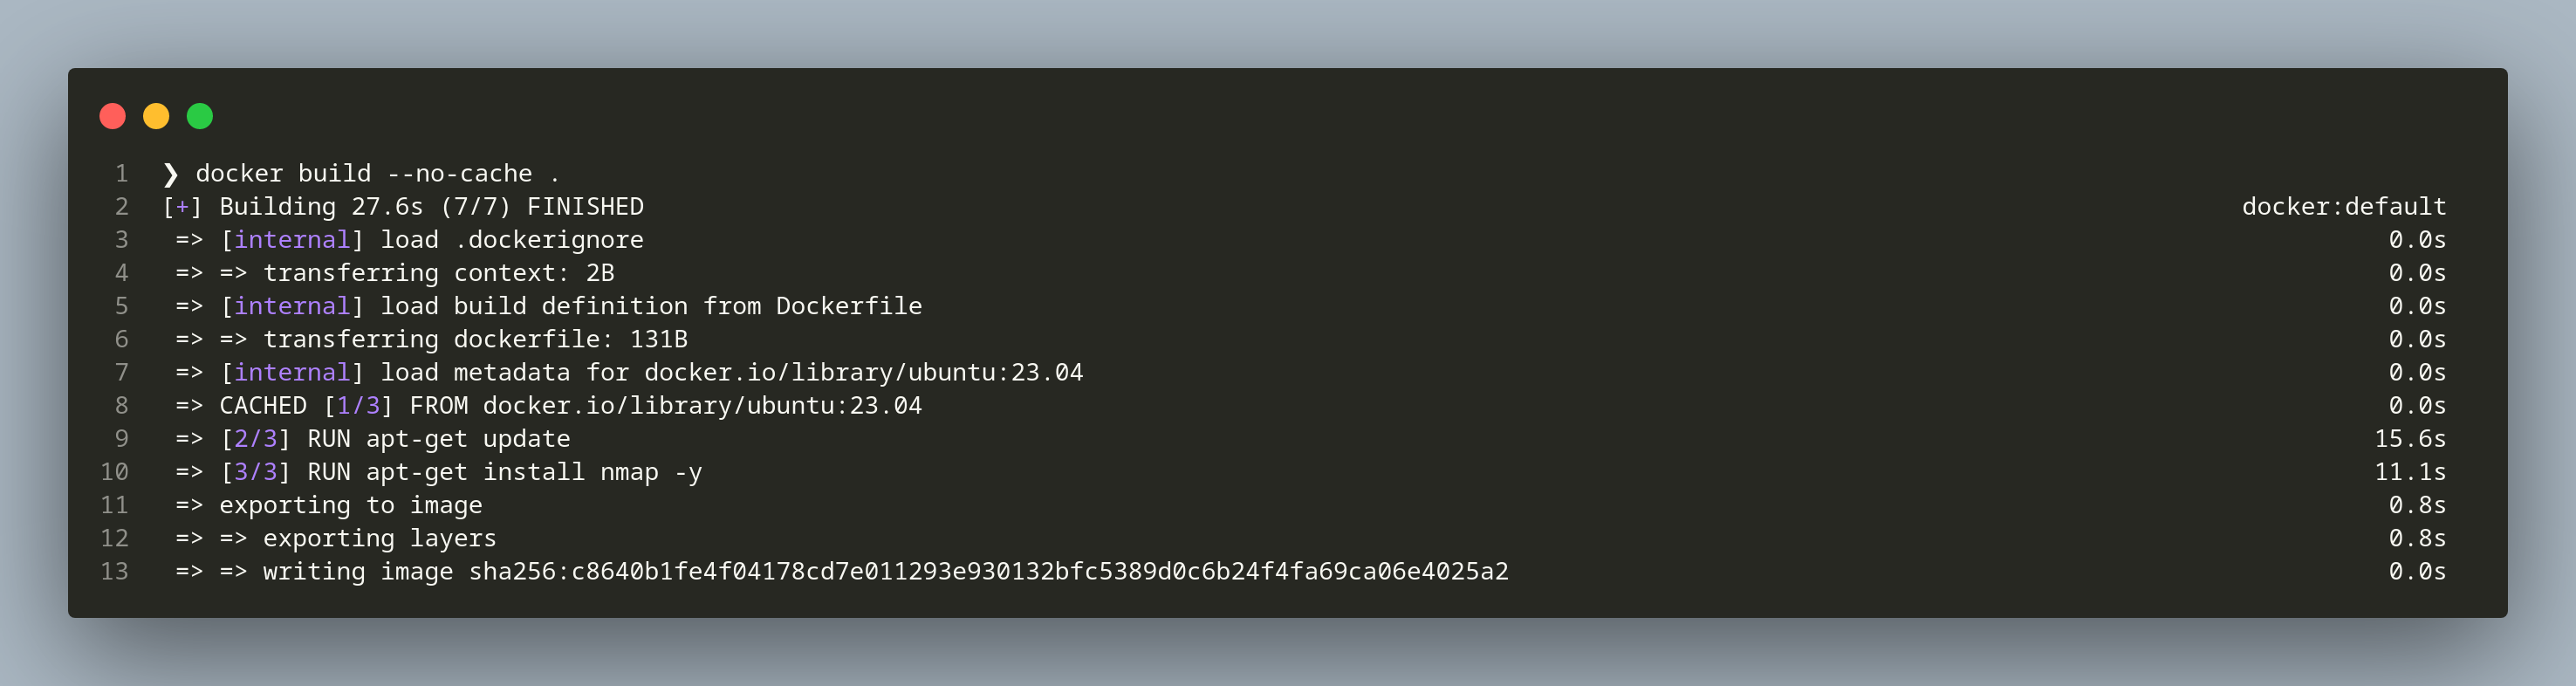 1 ❯ docker build --no-cache .
2 [+] Building 27.6s (7/7) FINISHED docker:default
3 => [internal] load .dockerignore 0.0s
4 => => transferring context: 2B 0.0s
5 => [internal] load build definition from Dockerfile 0.0s
6 => => transferring dockerfile: 131B 0.0s
7 => [internal] load metadata for docker.io/library/ubuntu:23.04 0.0s
8 => CACHED [1/3] FROM docker.io/library/ubuntu:23.04 0.0s
9 => [2/3] RUN apt-get update 15.6s
10 => [3/3] RUN apt-get install nmap -y 11.1s
11 => exporting to image 0.8s
12 => => exporting layers 0.8s
13 => => writing image sha256:c8640b1fe4f04178cd7e011293e930132bfc5389d0c6b24f4fa69ca06e4025a2 0.0s